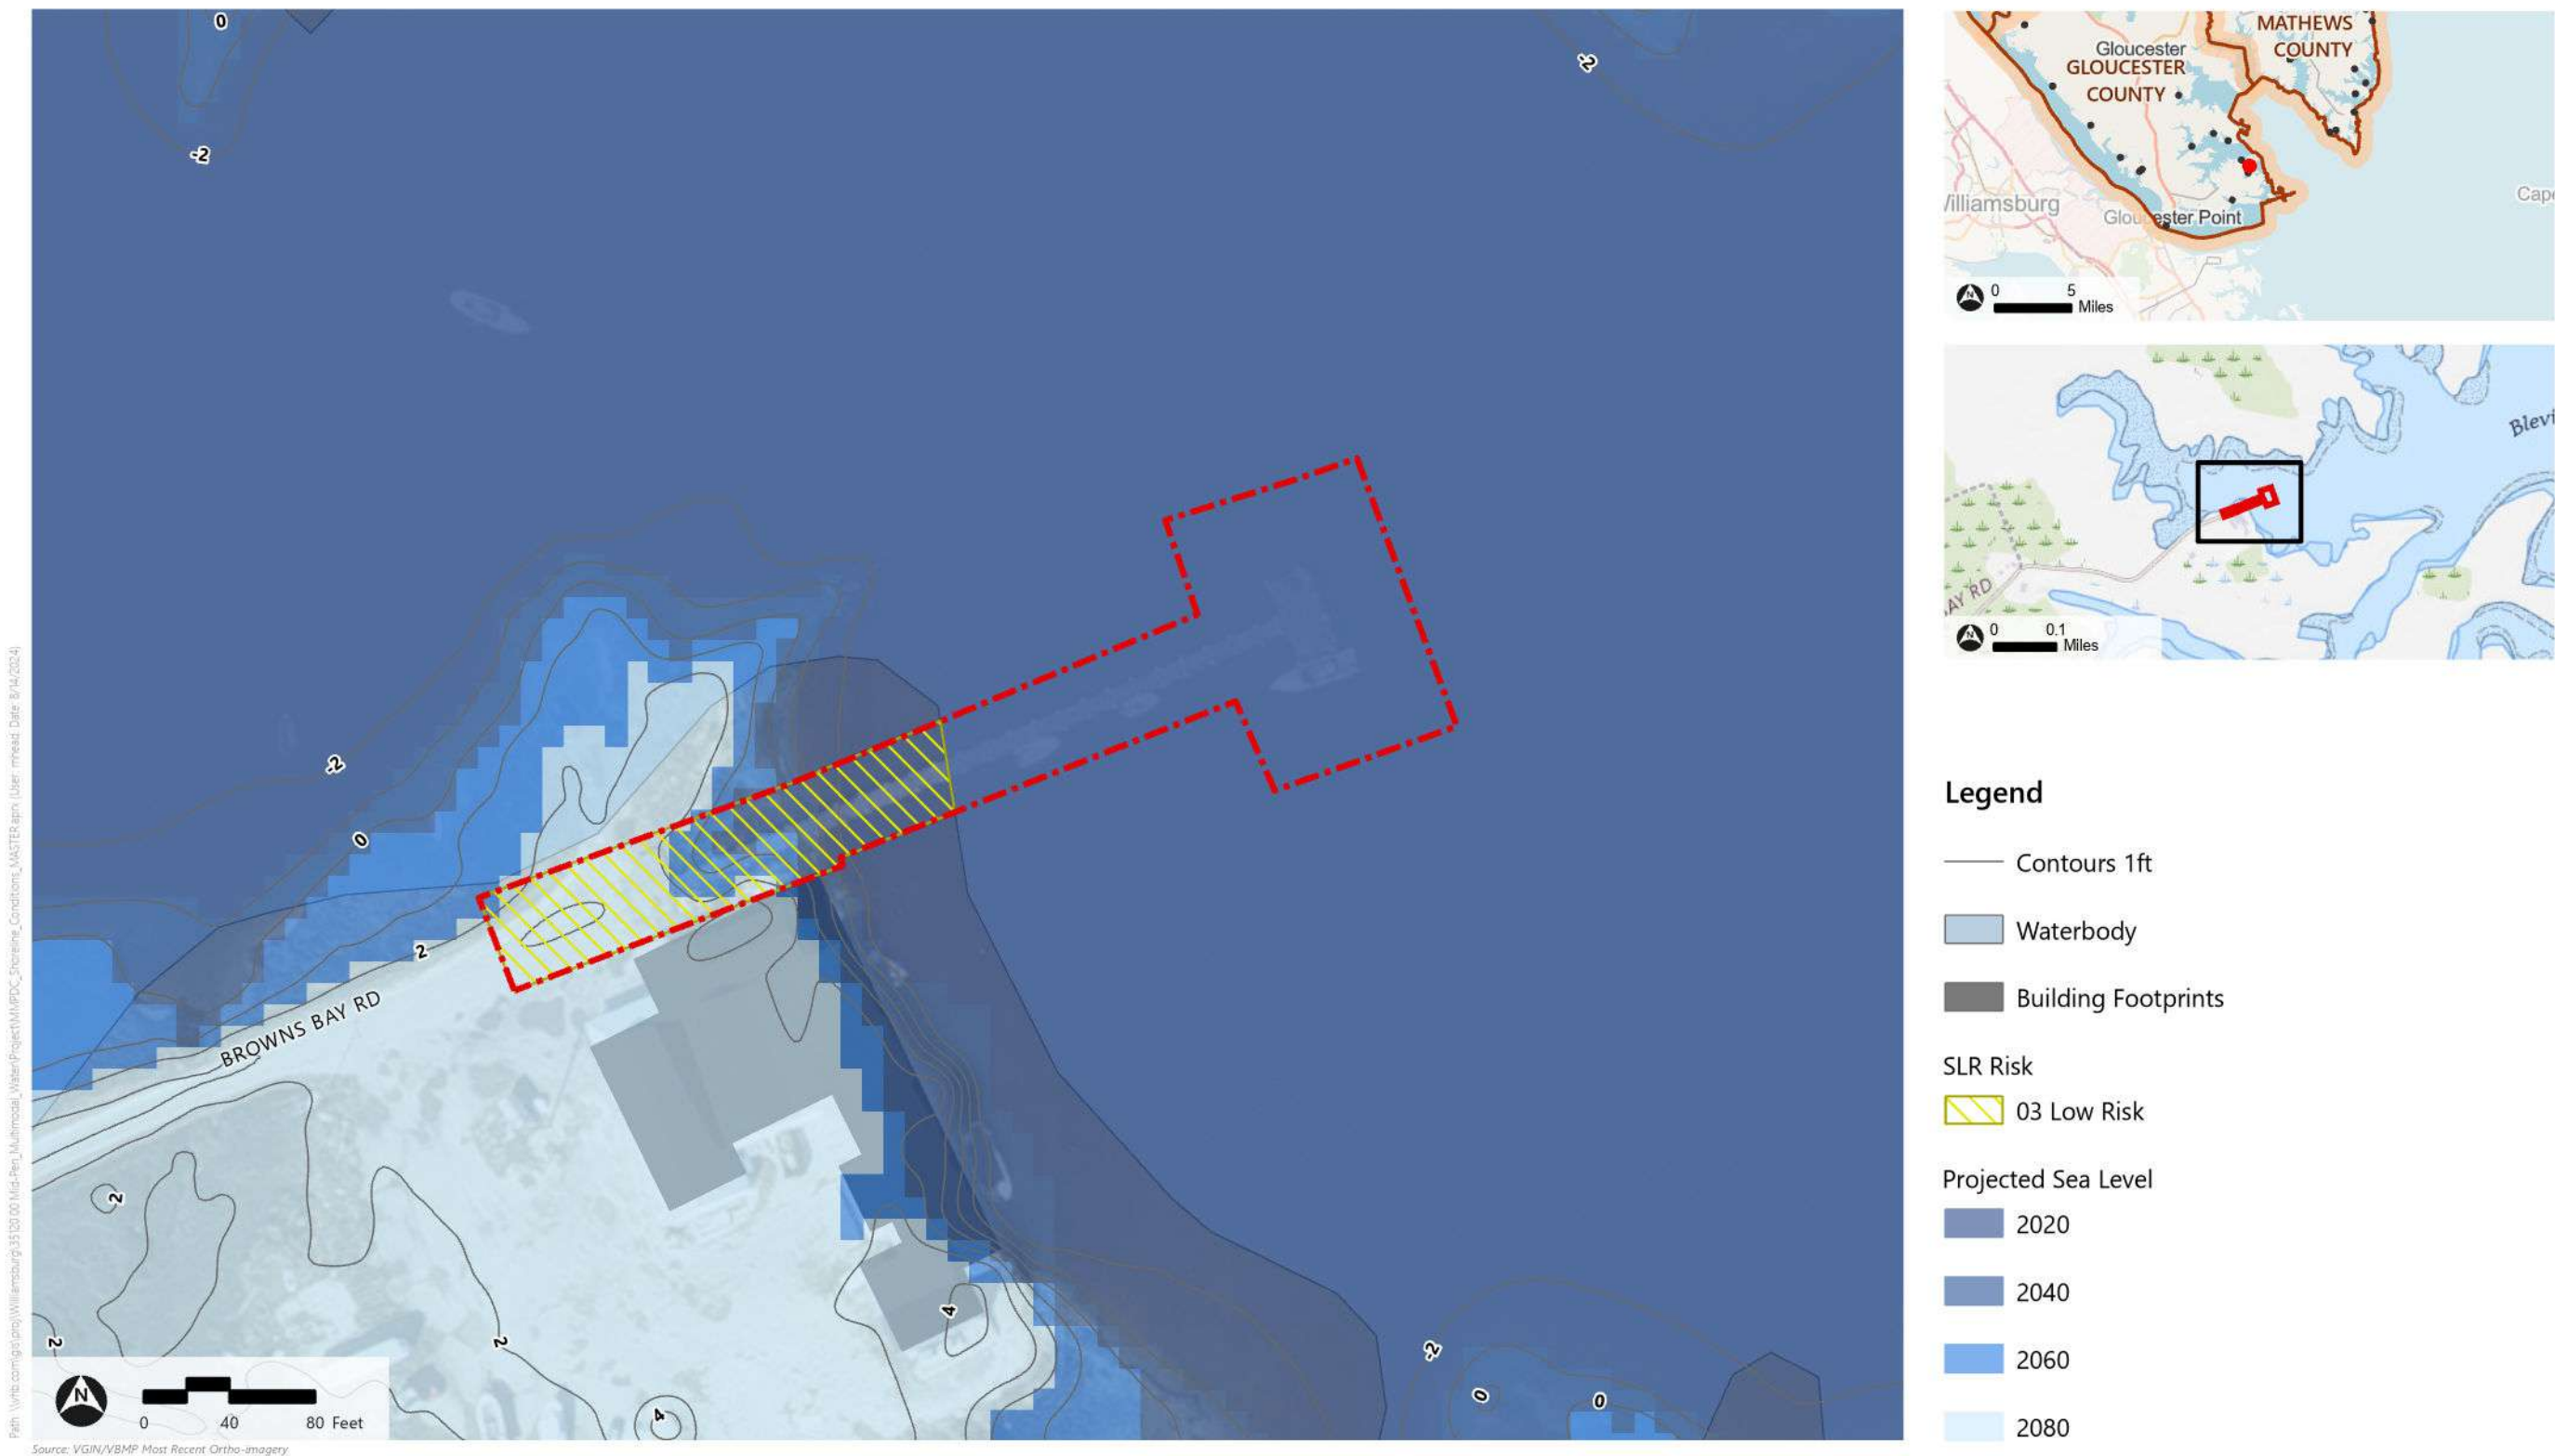 0
-2
-2
-2
0
2
BROWNS BAY RD
2
2
2
4
4
-2
0
0
N
0 40 80 Feet
Source: VGIN/VBMP Most Recent Ortho-imagery
MATHEWS
COUNTY
Gloucester
GLOUCESTER
COUNTY
Williamsburg
Gloucester Point
Cape
N
0 5
Miles
Blevi
AY RD
N
0 0.1
Miles
Legend
Contours 1ft
Waterbody
Building Footprints
SLR Risk
03 Low Risk
Projected Sea Level
2020
2040
2060
2080